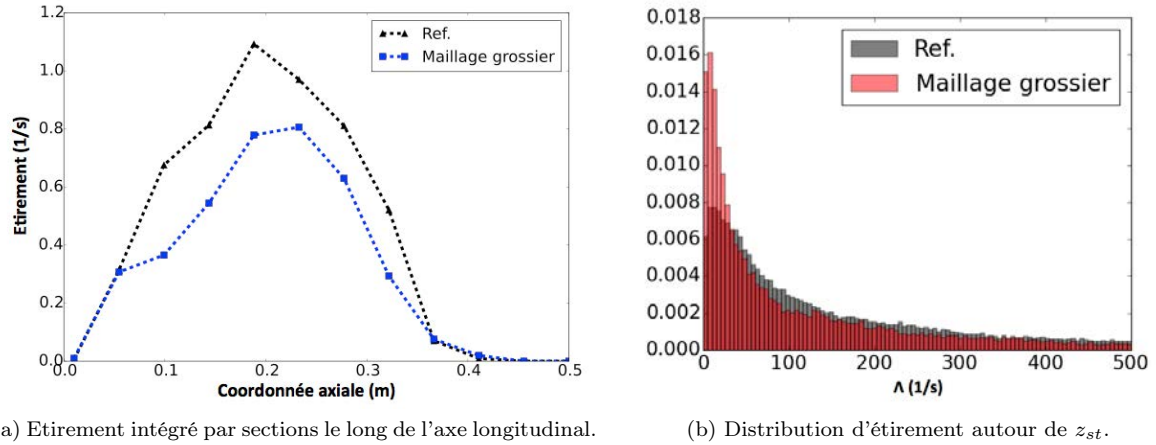 1.2
1.0
0.8
0.6
0.4
0.2
0.0
Etirement (1/s)
Ref.
Maillage grossier
0.0 0.1 0.2 0.3 0.4 0.5
Coordonnée axiale (m)
0.018
0.016
0.014
0.012
0.010
0.008
0.006
0.004
0.002
0.000
Ref.
Maillage grossier
0 100 200 300 400 500
Λ (1/s)
a) Etirement intégré par sections le long de l'axe longitudinal.
(b) Distribution d'étirement autour de z_st.